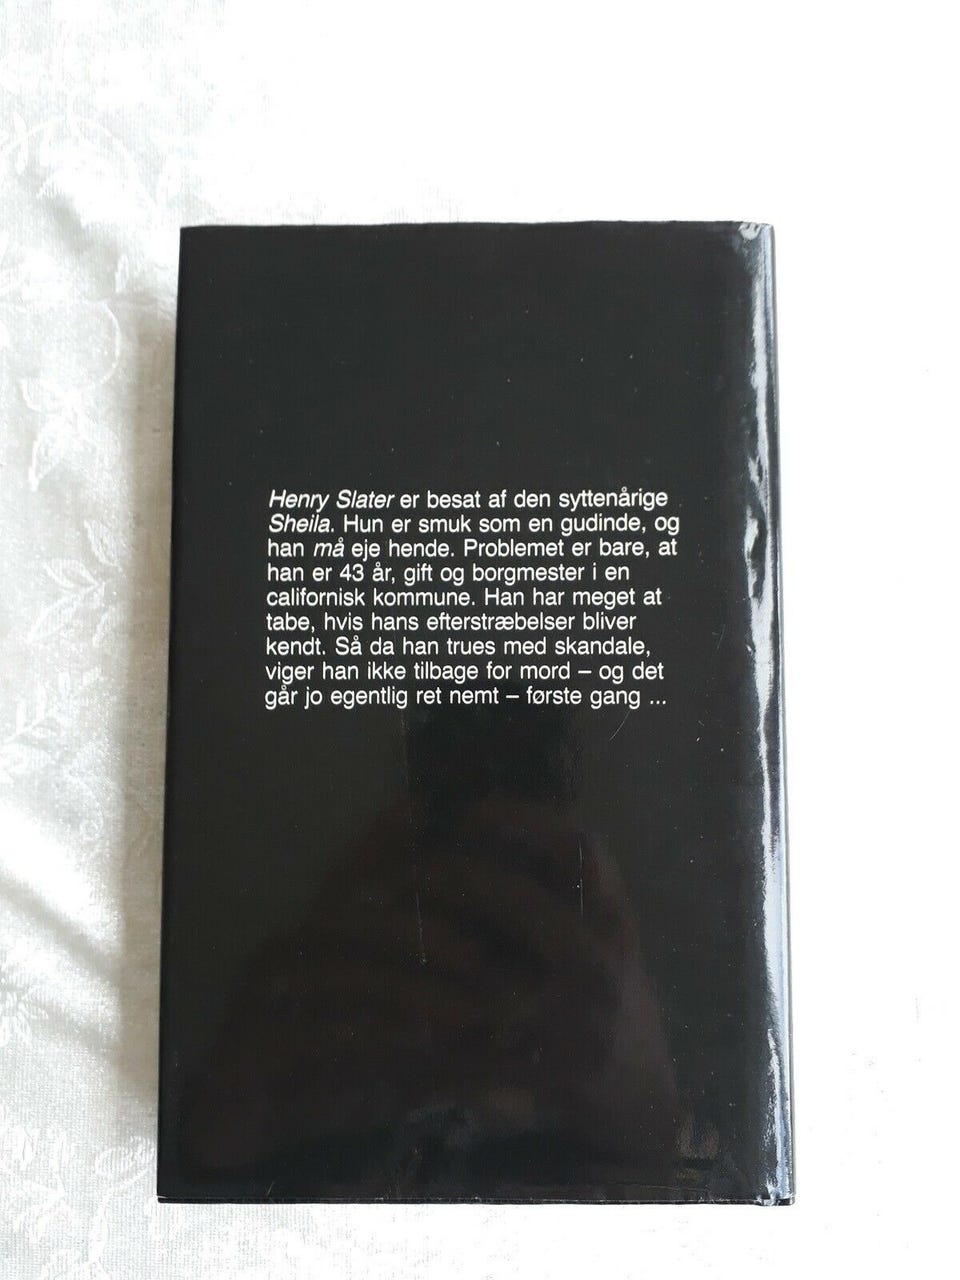 Henry Slater er besat af den syttenårige
Sheila. Hun er smuk som en gudinde, og
han må eje hende. Problemet er bare, at
han er 43 år, gift og borgmester i en
californisk kommune. Han har meget at
tabe, hvis hans efterstræbelser bliver
kendt. Så da han trues med skandale,
viger han ikke tilbage for mord – og det
går jo egentlig ret nemt – første gang ...